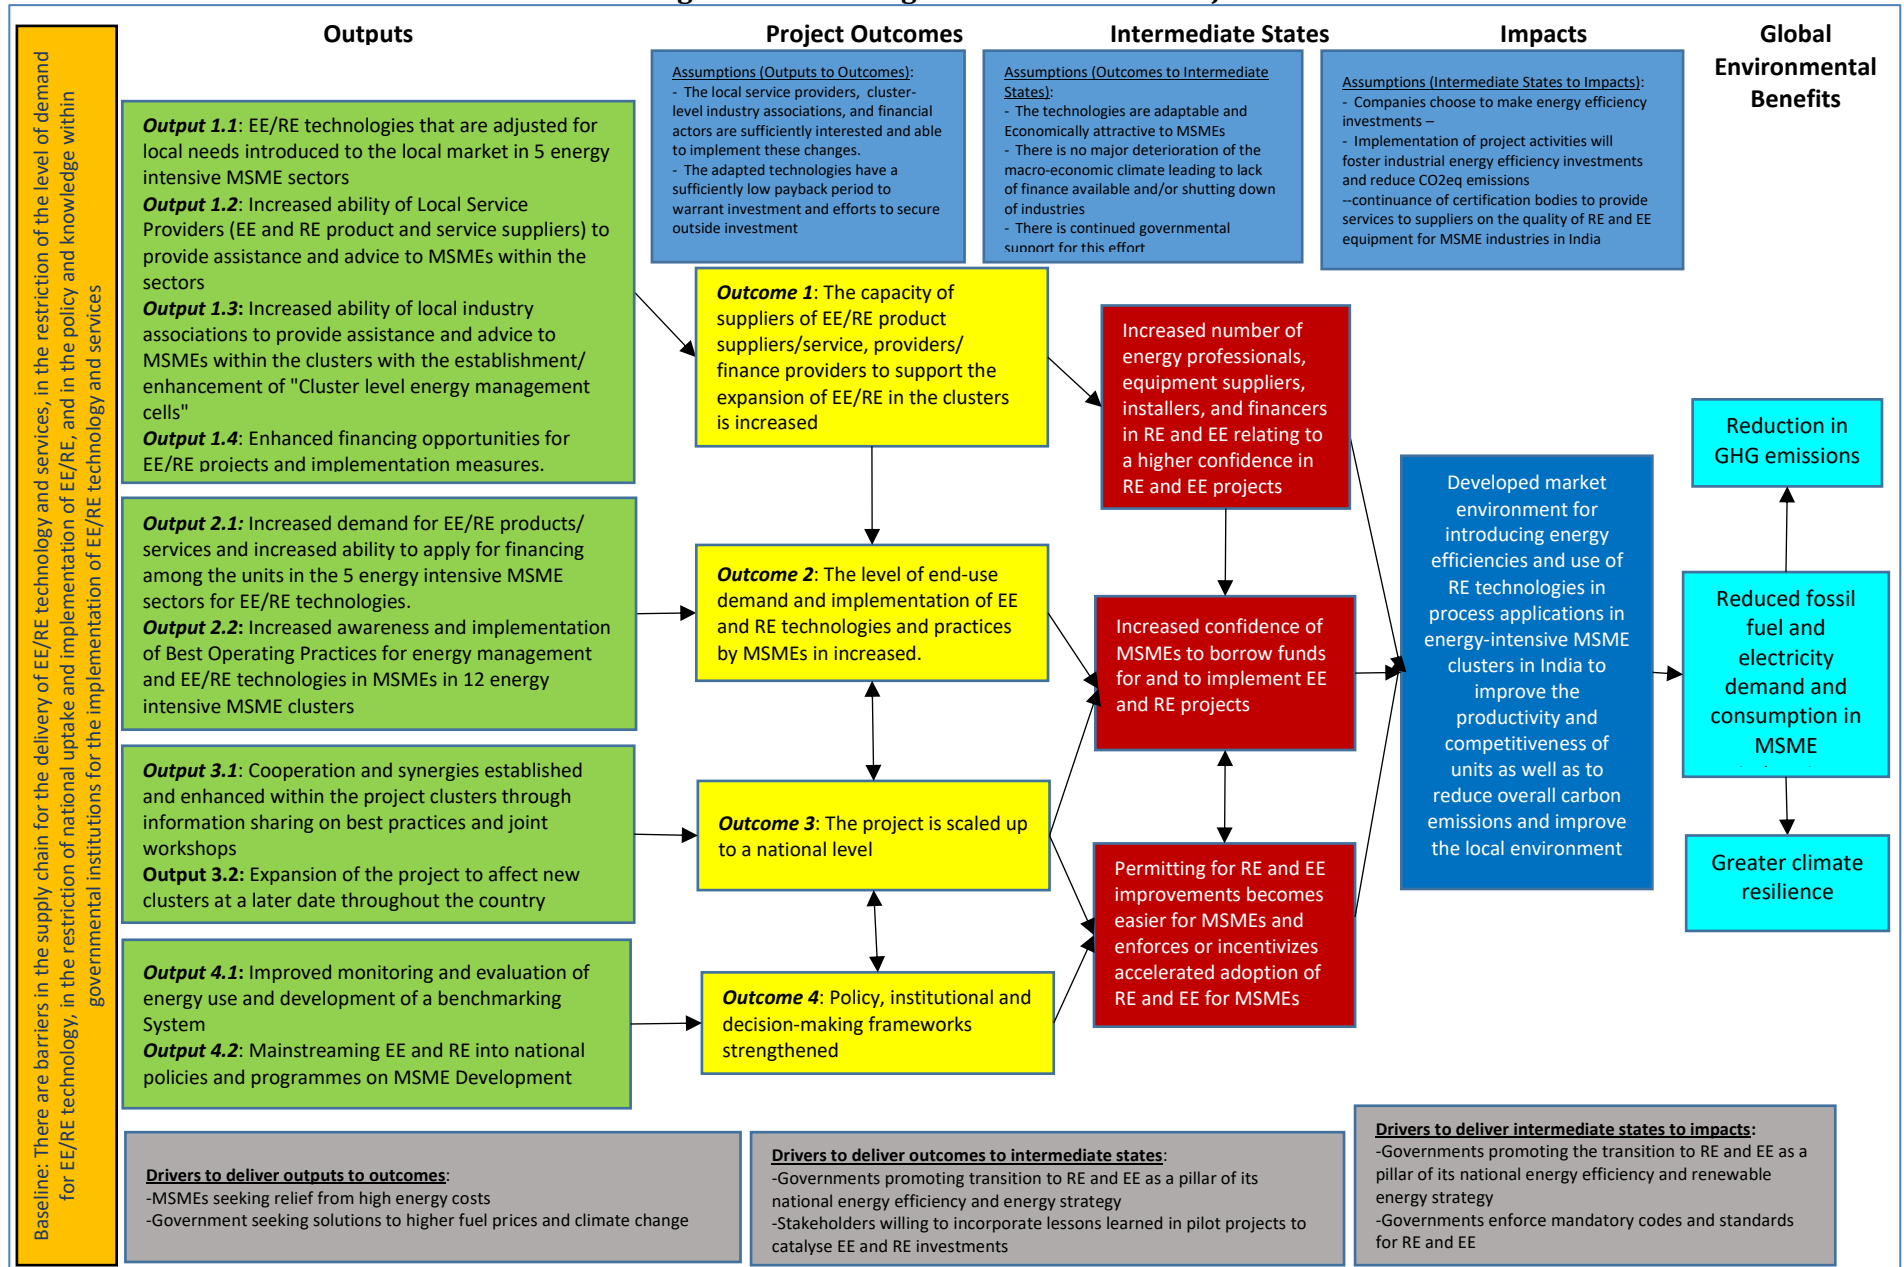 Outputs
Project Outcomes
Intermediate States
Impacts
Global
Environmental
Benefits
Baseline: There are barriers in the supply chain for the delivery of EE/RE technology and services, in the restriction of the level of demand
for EE/RE technology, in the restriction of national uptake and implementation of EE/RE, and in the policy and knowledge within
governmental institutions for the implementation of EE/RE technology and services
Output 1.1: EE/RE technologies that are adjusted for
local needs introduced to the local market in 5 energy
intensive MSME sectors
Output 1.2: Increased ability of Local Service
Providers (EE and RE product and service suppliers) to
provide assistance and advice to MSMEs within the
sectors
Output 1.3: Increased ability of local industry
associations to provide assistance and advice to
MSMEs within the clusters with the establishment/
enhancement of "Cluster level energy management
cells"
Output 1.4: Enhanced financing opportunities for
EE/RE projects and implementation measures.
Output 2.1: Increased demand for EE/RE products/
services and increased ability to apply for financing
among the units in the 5 energy intensive MSME
sectors for EE/RE technologies.
Output 2.2: Increased awareness and implementation
of Best Operating Practices for energy management
and EE/RE technologies in MSMEs in 12 energy
intensive MSME clusters
Output 3.1: Cooperation and synergies established
and enhanced within the project clusters through
information sharing on best practices and joint
workshops
Output 3.2: Expansion of the project to affect new
clusters at a later date throughout the country
Output 4.1: Improved monitoring and evaluation of
energy use and development of a benchmarking
System
Output 4.2: Mainstreaming EE and RE into national
policies and programmes on MSME Development
Assumptions (Outputs to Outcomes):
- The local service providers, cluster-
level industry associations, and financial
actors are sufficiently interested and able
to implement these changes.
- The adapted technologies have a
sufficiently low payback period to
warrant investment and efforts to secure
outside investment
Assumptions (Outcomes to Intermediate
States):
- The technologies are adaptable and
Economically attractive to MSMEs
- There is no major deterioration of the
macro-economic climate leading to lack
of finance available and/or shutting down
of industries
- There is continued governmental
support for this effort
Assumptions (Intermediate States to Impacts):
- Companies choose to make energy efficiency
investments –
- Implementation of project activities will
foster industrial energy efficiency investments
and reduce CO2eq emissions
--continuance of certification bodies to provide
services to suppliers on the quality of RE and EE
equipment for MSME industries in India
Outcome 1: The capacity of
suppliers of EE/RE product
suppliers/service, providers/
finance providers to support the
expansion of EE/RE in the clusters
is increased
Outcome 2: The level of end-use
demand and implementation of EE
and RE technologies and practices
by MSMEs in increased.
Outcome 3: The project is scaled up
to a national level
Outcome 4: Policy, institutional and
decision-making frameworks
strengthened
Increased number of
energy professionals,
equipment suppliers,
installers, and financers
in RE and EE relating to
a higher confidence in
RE and EE projects
Increased confidence of
MSMEs to borrow funds
for and to implement EE
and RE projects
Permitting for RE and EE
improvements becomes
easier for MSMEs and
enforces or incentivizes
accelerated adoption of
RE and EE for MSMEs
Developed market
environment for
introducing energy
efficiencies and use of
RE technologies in
process applications in
energy-intensive MSME
clusters in India to
improve the
productivity and
competitiveness of
units as well as to
reduce overall carbon
emissions and improve
the local environment
Reduction in
GHG emissions
Reduced fossil
fuel and
electricity
demand and
consumption in
MSME
Greater climate
resilience
Drivers to deliver outputs to outcomes:
-MSMEs seeking relief from high energy costs
-Government seeking solutions to higher fuel prices and climate change
Drivers to deliver outcomes to intermediate states:
-Governments promoting transition to RE and EE as a pillar of its
national energy efficiency and energy strategy
-Stakeholders willing to incorporate lessons learned in pilot projects to
catalyse EE and RE investments
Drivers to deliver intermediate states to impacts:
-Governments promoting the transition to RE and EE as a
pillar of its national energy efficiency and renewable
energy strategy
-Governments enforce mandatory codes and standards
for RE and EE